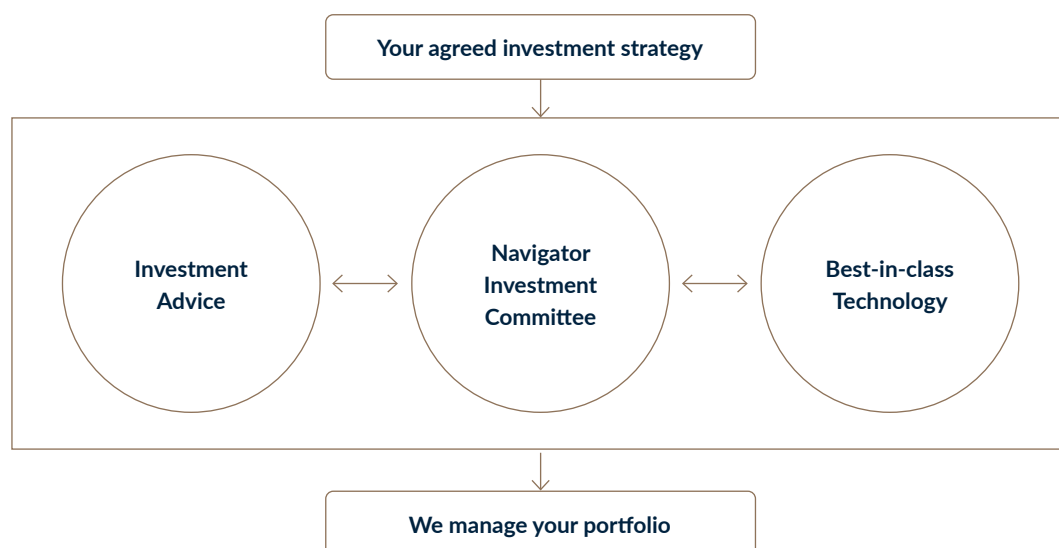 Your agreed investment strategy
Investment
Advice
Navigator
Investment
Committee
Best-in-class
Technology
We manage your portfolio